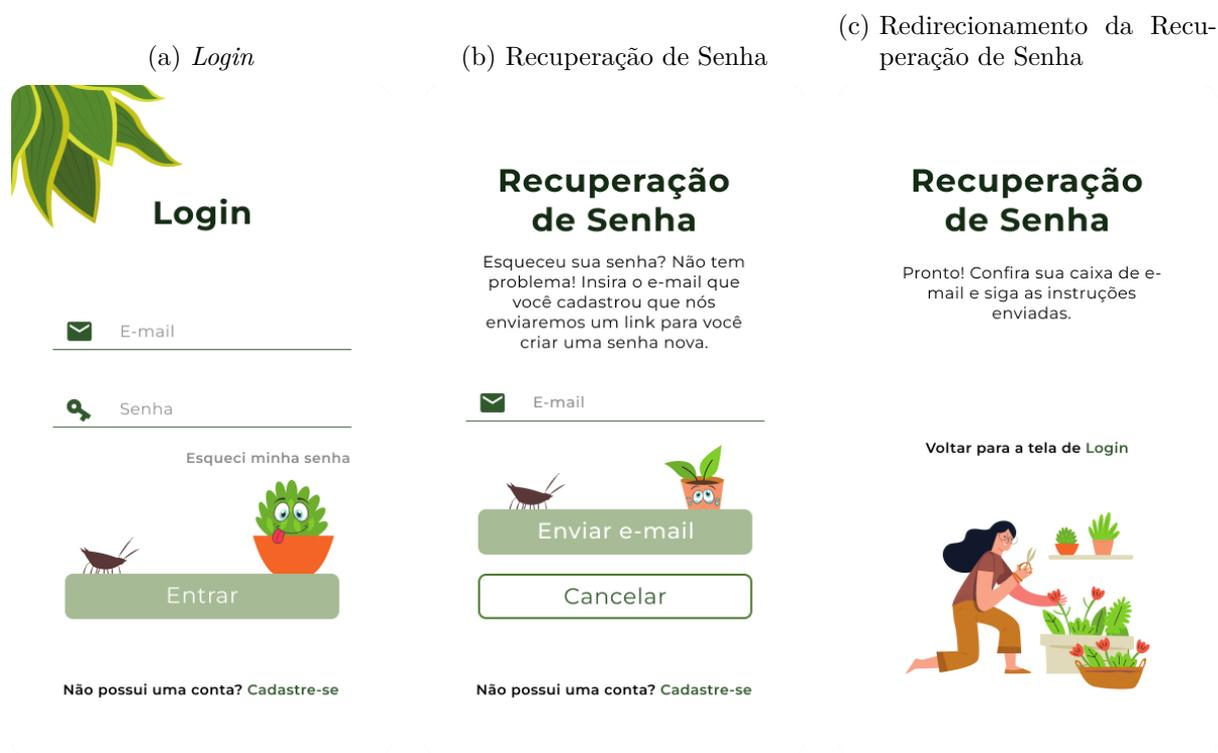 (a) Login
(b) Recuperação de Senha
(c) Redirecionamento da Recu-
peração de Senha
Login
E-mail
Senha
Esqueci minha senha
Entrar
Não possui uma conta? Cadastre-se
Recuperação
de Senha
Esqueceu sua senha? Não tem
problema! Insira o e-mail que
você cadastrou que nós
enviaremos um link para você
criar uma senha nova.
E-mail
Enviar e-mail
Cancelar
Não possui uma conta? Cadastre-se
Recuperação
de Senha
Pronto! Confira sua caixa de e-
mail e siga as instruções
enviadas.
Voltar para a tela de Login